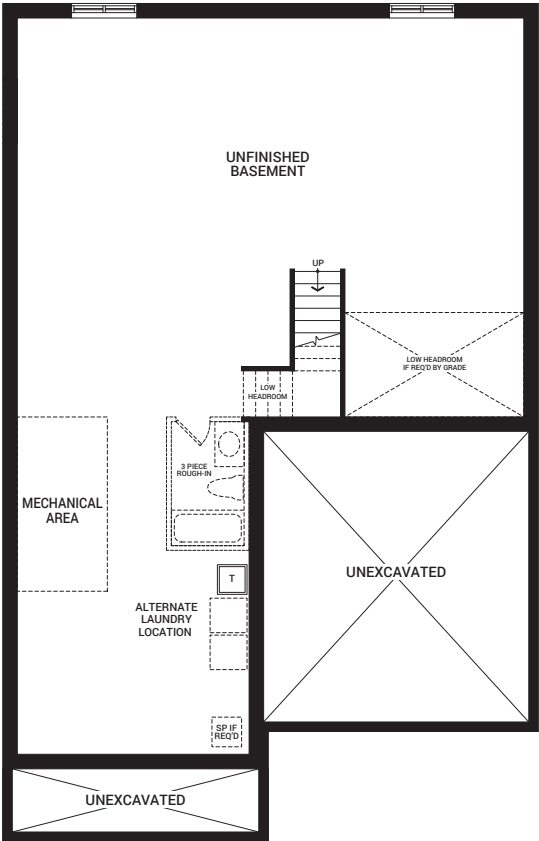 UNFINISHED
BASEMENT
UP
LOW HEADROOM
IF REQ'D BY GRADE
LOW
HEADROOM
3 PIECE
ROUGH-IN
MECHANICAL
AREA
UNEXCAVATED
T
ALTERNATE
LAUNDRY
LOCATION
SP IF
REQ'D
UNEXCAVATED